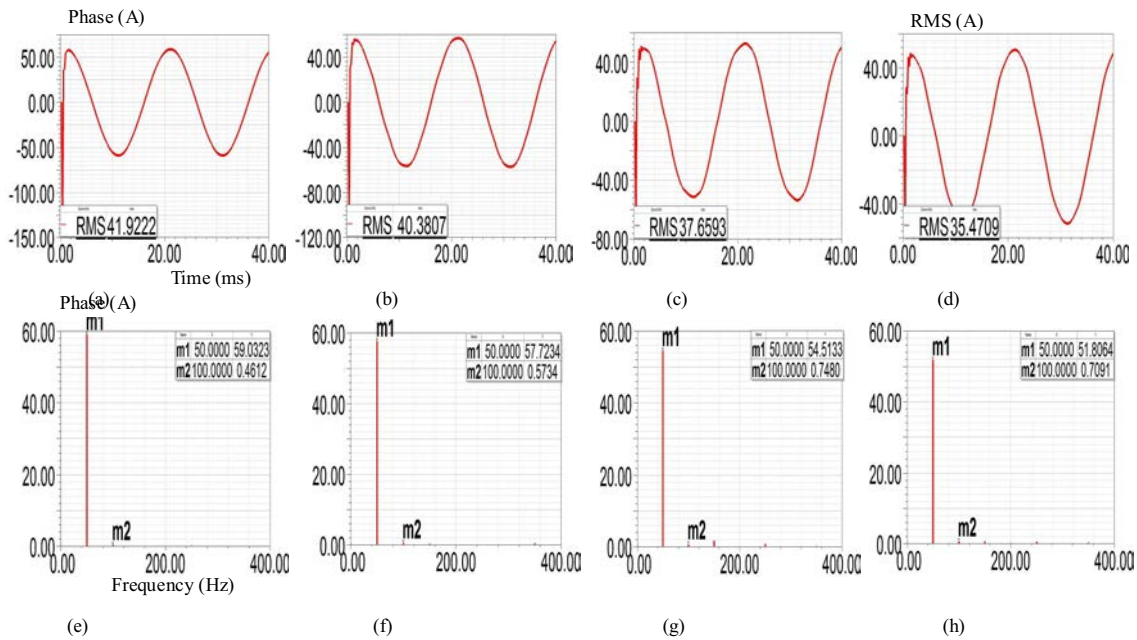 Phase (A)
RMS (A)
50.00
0.00
-50.00
-100.00
-150.00
RMS 41.9222
0.00 20.00 40.00
Time (ms)
(a)
40.00
0.00
-40.00
-80.00
-120.00
RMS 40.3807
0.00 20.00 40.00
(b)
40.00
0.00
-40.00
-80.00
RMS 37.6593
0.00 20.00 40.00
(c)
40.00
0.00
-40.00
RMS 35.4709
0.00 20.00 40.00
(d)
Phase (A)
60.00
40.00
20.00
0.00
m1
m2
m1 50.0000 59.0323
m2 100.0000 0.4612
0.00 200.00 400.00
Frequency (Hz)
(e)
60.00
40.00
20.00
0.00
m1
m2
m1 50.0000 57.7234
m2 100.0000 0.5734
0.00 200.00 400.00
(f)
60.00
40.00
20.00
0.00
m1
m2
m1 50.0000 54.5133
m2 100.0000 0.7480
0.00 200.00 400.00
(g)
60.00
40.00
20.00
0.00
m1
m2
m1 50.0000 51.8064
m2 100.0000 0.7091
0.00 200.00 400.00
(h)